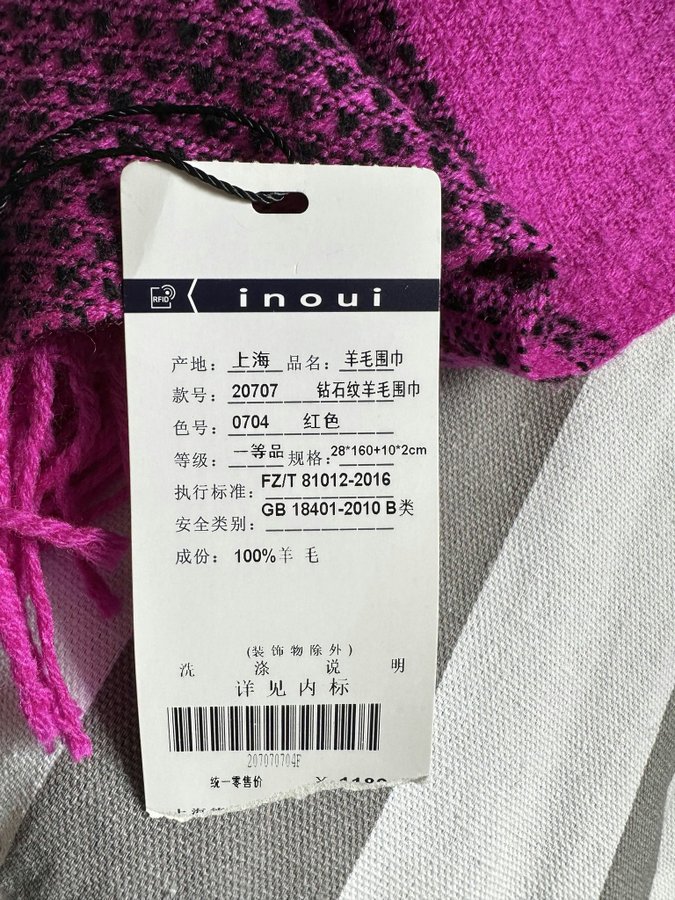 RFID
inoui
产地: 上海 品名: 羊毛围巾
款号: 20707 钻石纹羊毛围巾
色号: 0704 红色
等级: 一等品 规格: 28*160+10*2cm
执行标准: FZ/T 81012-2016
安全类别: GB 18401-2010 B类
成份: 100%羊毛
(装饰物除外)
洗涤说明
详见内标
207070704F
统一零售价 ¥
上海